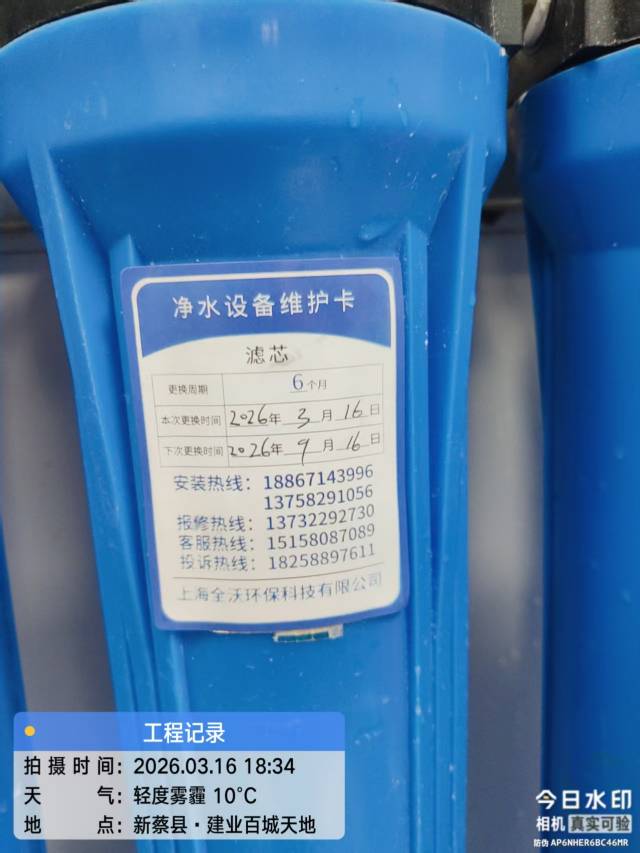 净水设备维护卡
滤芯
更换周期 6个月
本次更换时间 2026年 3月 16日
下次更换时间 2026年 9月 16日
安装热线：18867143996
13758291056
报修热线：13732292730
客服热线：15158087089
投诉热线：18258897611
上海全沃环保科技有限公司
工程记录
拍摄时间：2026.03.16 18:34
天 气：轻度雾霾 10℃
地 点：新蔡县·建业百城天地
今日水印
相机 真实可验
防伪 AP6NHER6BC46MR